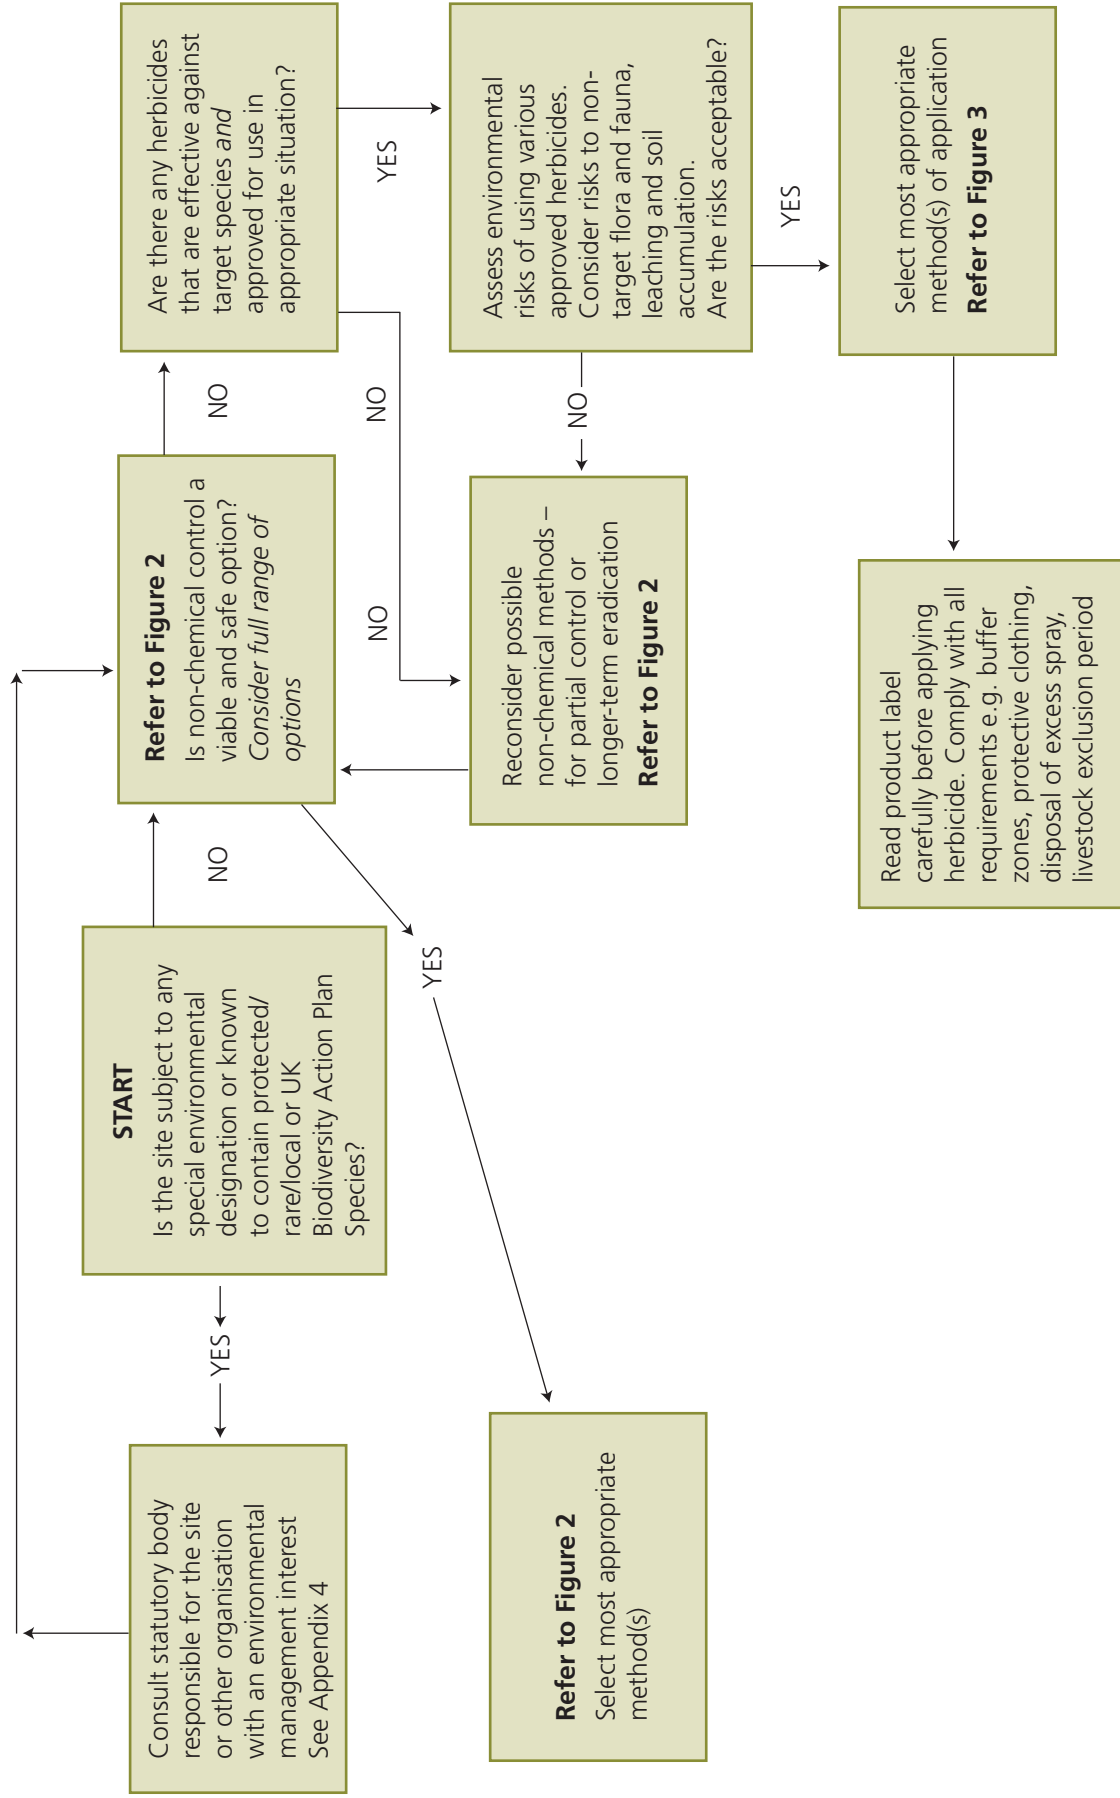 START
Is the site subject to any
special environmental
designation or known
to contain protected/
rare/local or UK
Biodiversity Action Plan
Species?
YES
Consult statutory body
responsible for the site
or other organisation
with an environmental
management interest
See Appendix 4
NO
Refer to Figure 2
Is non-chemical control a
viable and safe option?
Consider full range of
options
YES
Refer to Figure 2
Select most appropriate
method(s)
NO
Are there any herbicides
that are effective against
target species and
approved for use in
appropriate situation?
NO
NO
Reconsider possible
non-chemical methods –
for partial control or
longer-term eradication
Refer to Figure 2
YES
Assess environmental
risks of using various
approved herbicides.
Consider risks to non-
target flora and fauna,
leaching and soil
accumulation.
Are the risks acceptable?
NO
YES
Select most appropriate
method(s) of application
Refer to Figure 3
Read product label
carefully before applying
herbicide. Comply with all
requirements e.g. buffer
zones, protective clothing,
disposal of excess spray,
livestock exclusion period